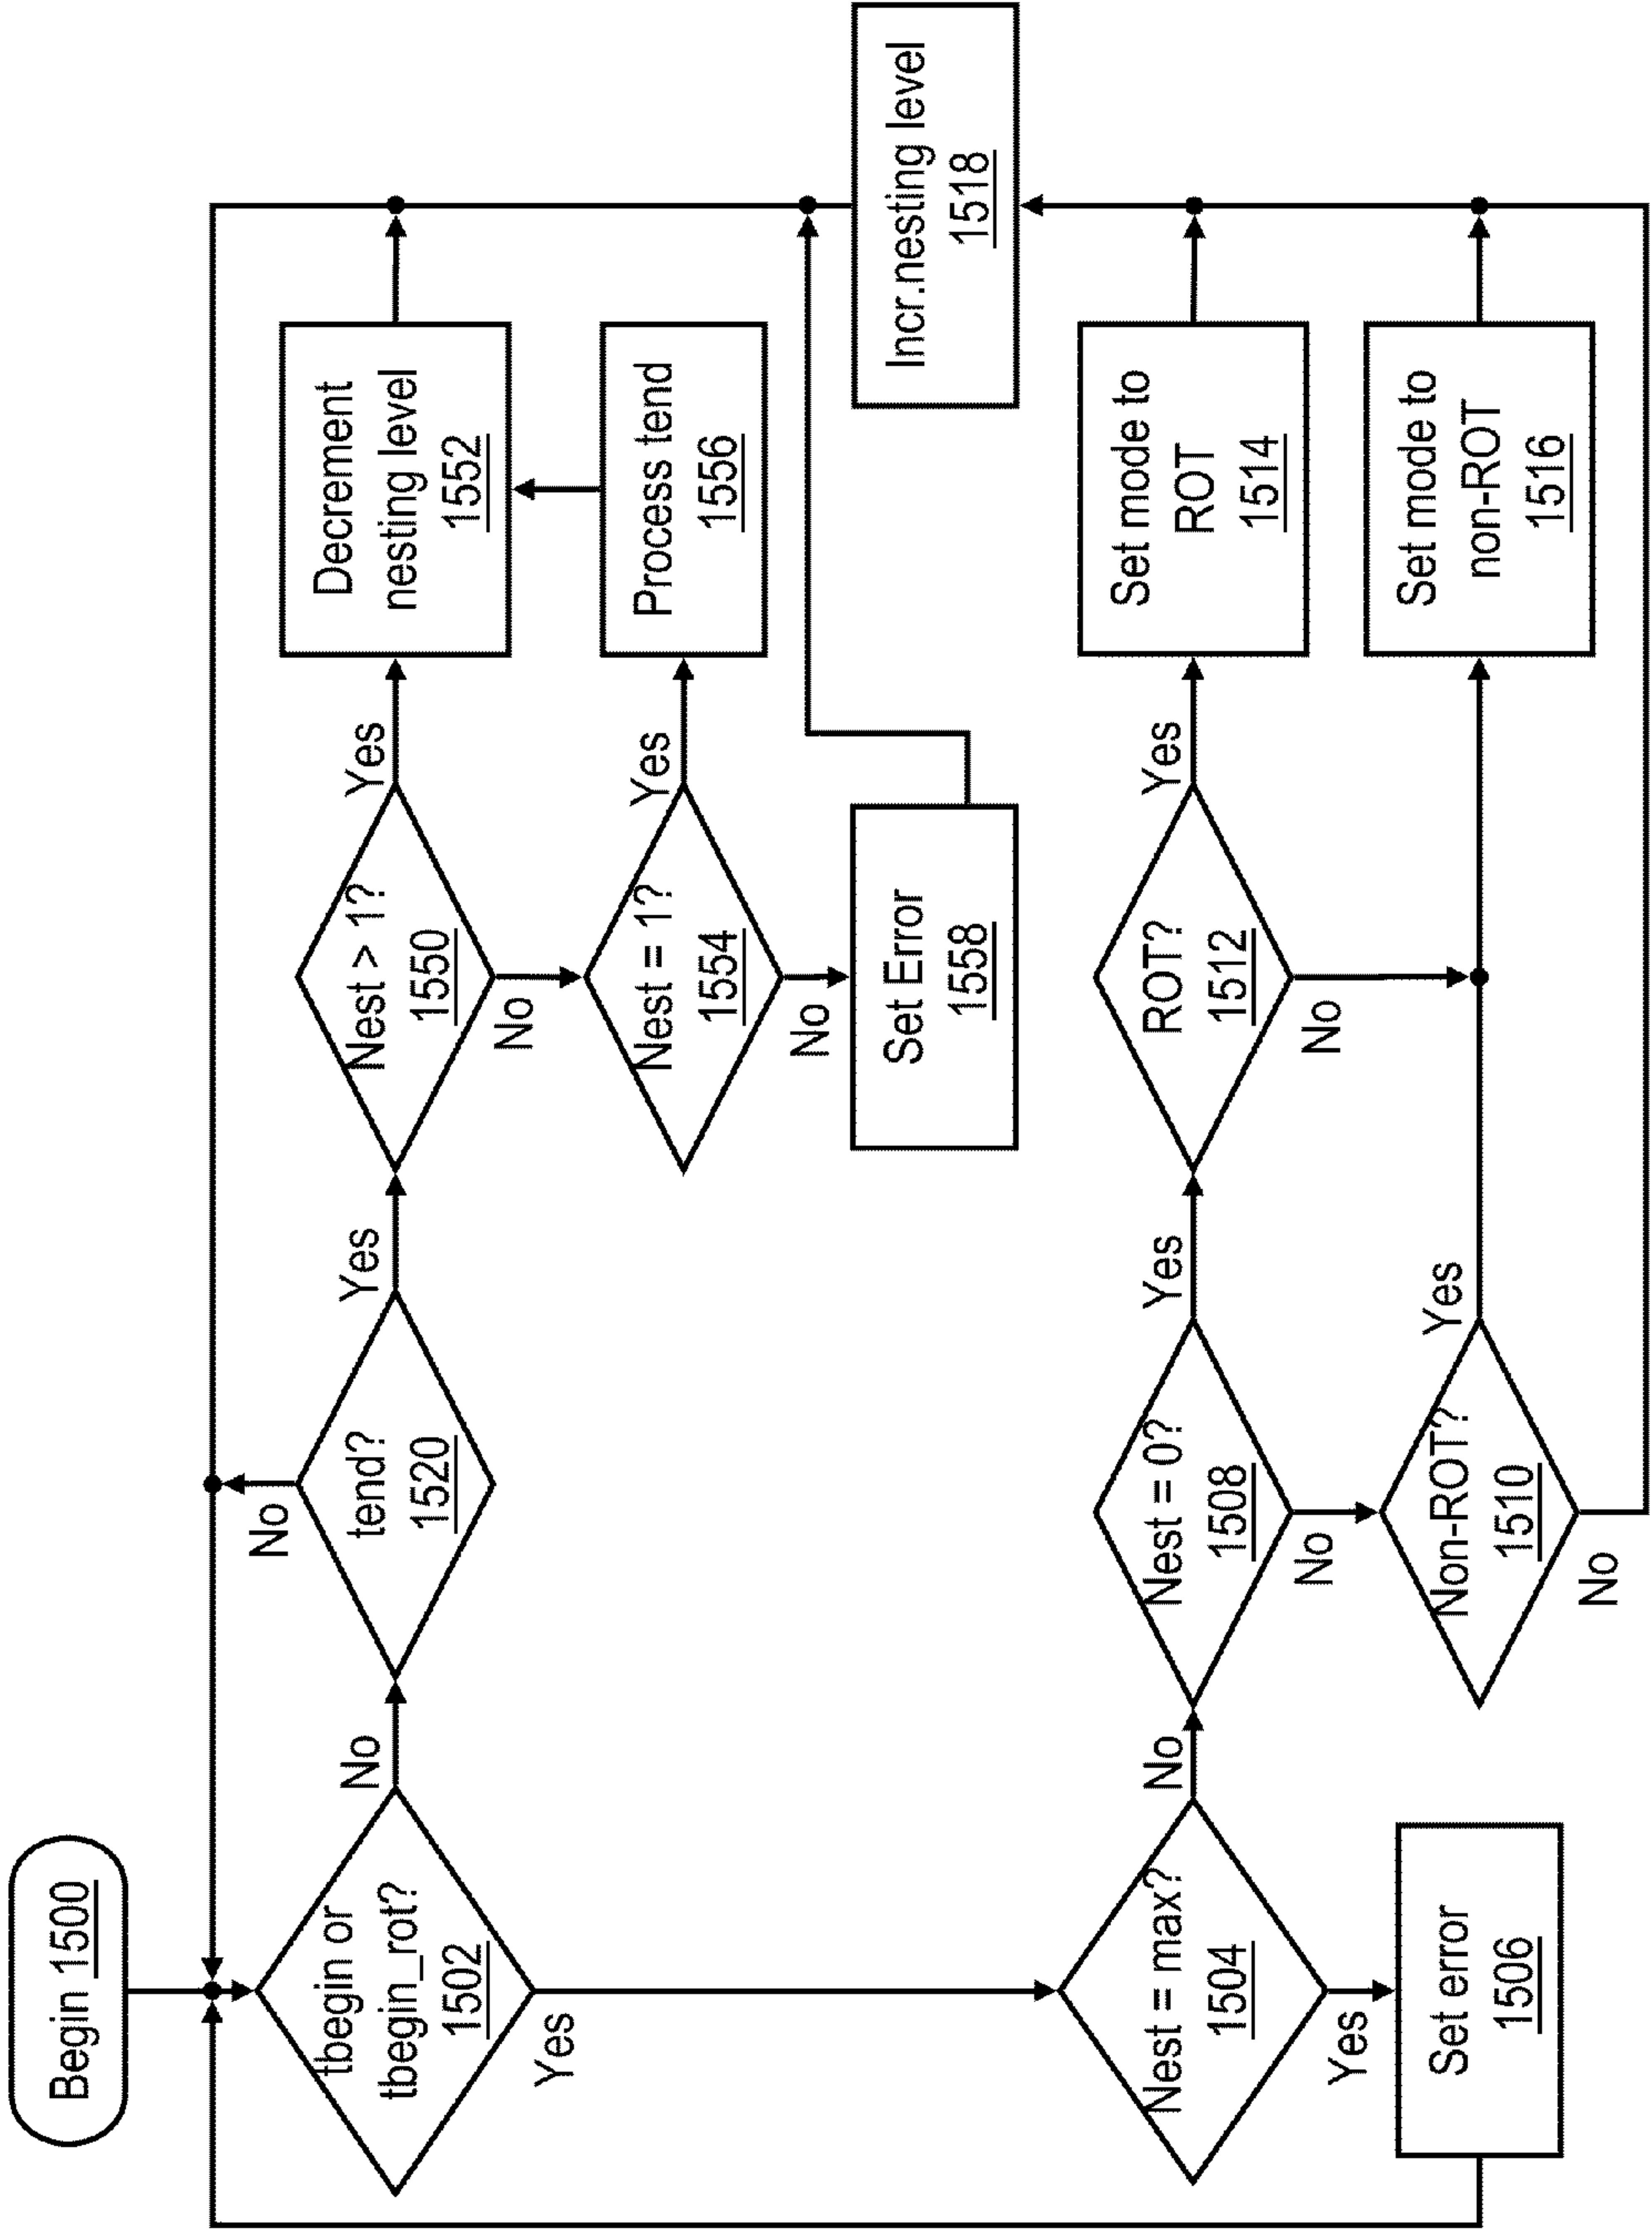 Begin 1500
tbegin or
tbegin_rot?
1502
No
Yes
tend?
1520
No
Yes
Nest > 1?
1550
Yes
No
Decrement
nesting level
1552
Nest = 1?
1554
Yes
No
Process tend
1556
Set Error
1558
Incr.nesting level
1518
Nest = max?
1504
No
Yes
Set error
1506
Nest = 0?
1508
Yes
No
ROT?
1512
Yes
No
Set mode to
ROT
1514
Non-ROT?
1510
Yes
No
Set mode to
non-ROT
1516